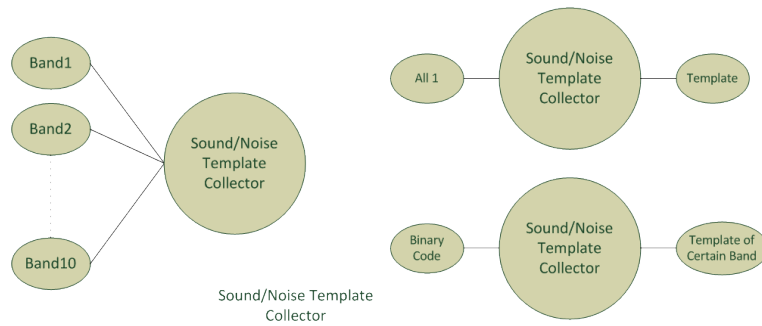 Band1
Band2
Band10
Sound/Noise
Template
Collector
Sound/Noise Template
Collector
All 1
Sound/Noise
Template
Collector
Template
Binary
Code
Sound/Noise
Template
Collector
Template of
Certain Band